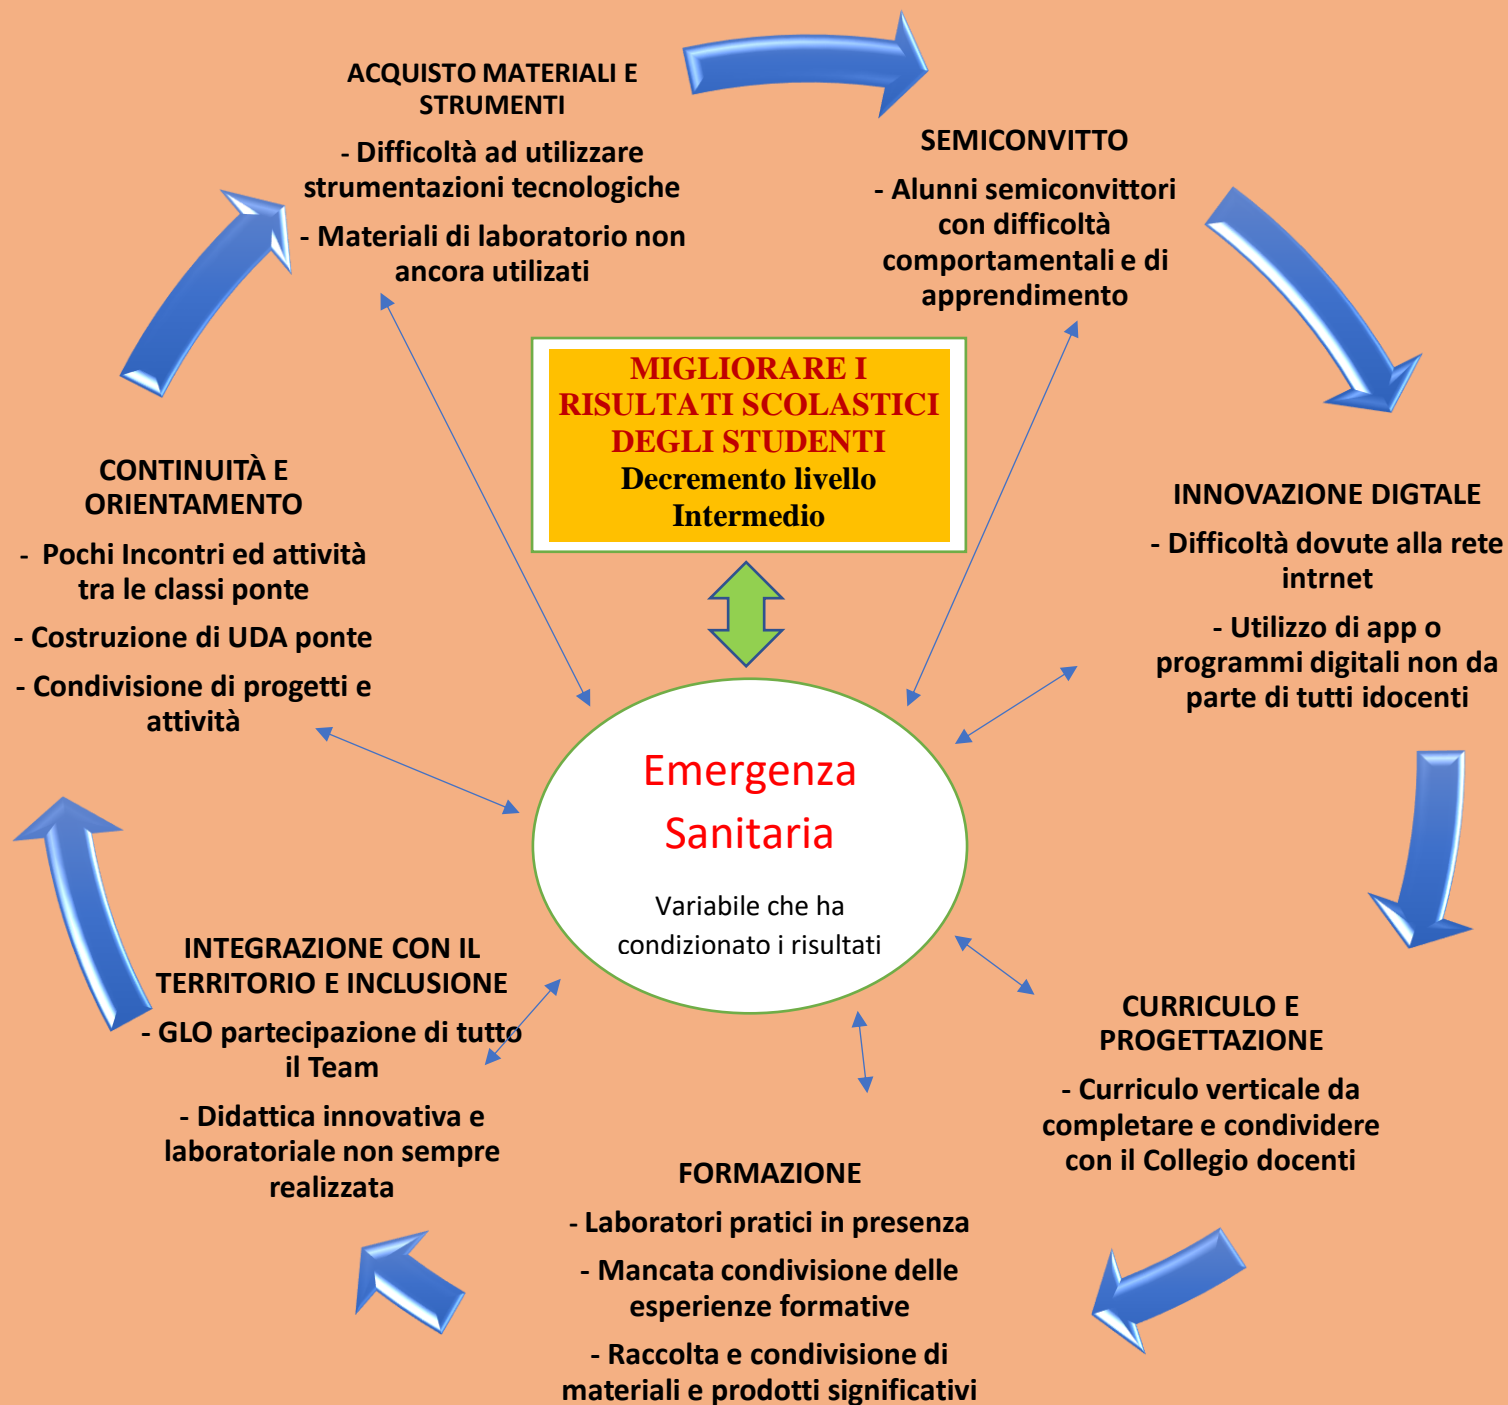 ACQUISTO MATERIALI E
STRUMENTI
- Difficoltà ad utilizzare
strumentazioni tecnologiche
- Materiali di laboratorio non
ancora utilizati
SEMICONVITTO
- Alunni semiconvittori
con difficoltà
comportamentali e di
apprendimento
MIGLIORARE I
RISULTATI SCOLASTICI
DEGLI STUDENTI
Decremento livello
Intermedio
CONTINUITÀ E
ORIENTAMENTO
- Pochi Incontri ed attività
tra le classi ponte
- Costruzione di UDA ponte
- Condivisione di progetti e
attività
INNOVAZIONE DIGTALE
- Difficoltà dovute alla rete
intrnet
- Utilizzo di app o
programmi digitali non da
parte di tutti idocenti
Emergenza
Sanitaria
Variabile che ha
condizionato i risultati
INTEGRAZIONE CON IL
TERRITORIO E INCLUSIONE
- GLO partecipazione di tutto
il Team
- Didattica innovativa e
laboratoriale non sempre
realizzata
CURRICULO E
PROGETTAZIONE
- Curriculo verticale da
completare e condividere
con il Collegio docenti
FORMAZIONE
- Laboratori pratici in presenza
- Mancata condivisione delle
esperienze formative
- Raccolta e condivisione di
materiali e prodotti significativi